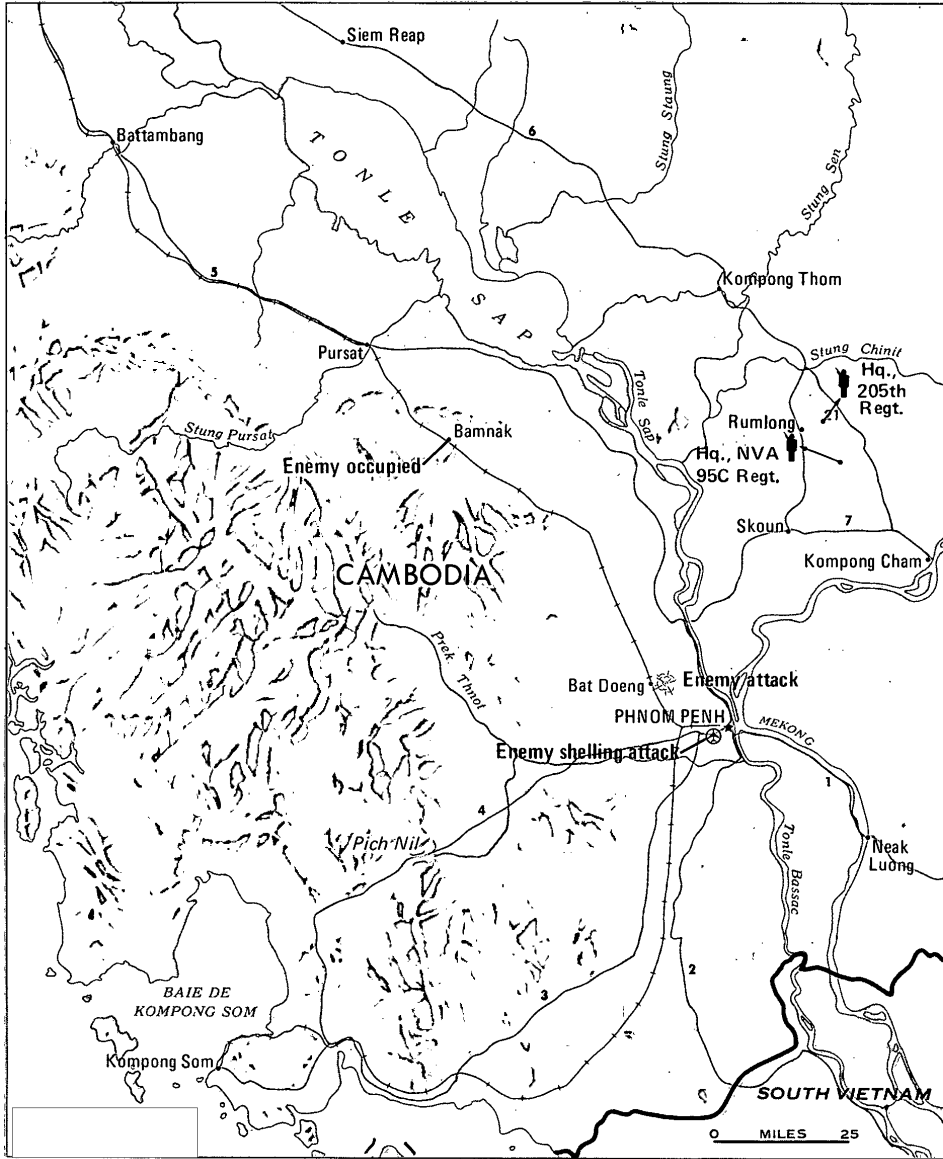 Siem Reap
Stung Staung
6
Battambang
TONLE SAP
Stung Sen
5
Kompong Thom
Pursat
Stung Chinit
Hq.,
205th
Regt.
Tonle Sap
21
Rumlong
Stung Pursat
Bamnak
Hq., NVA
95C Regt.
Enemy occupied
Skoun
7
Kompong Cham
CAMBODIA
Prek Thnot
Bat Doeng
Enemy attack
PHNOM PENH
MEKONG
Enemy shelling attack
1
4
Pich Nil
Neak
Luong
Tonle Bassac
2
3
BAIE DE
KOMPONG SOM
Kompong Som
SOUTH VIETNAM
0 MILES 25